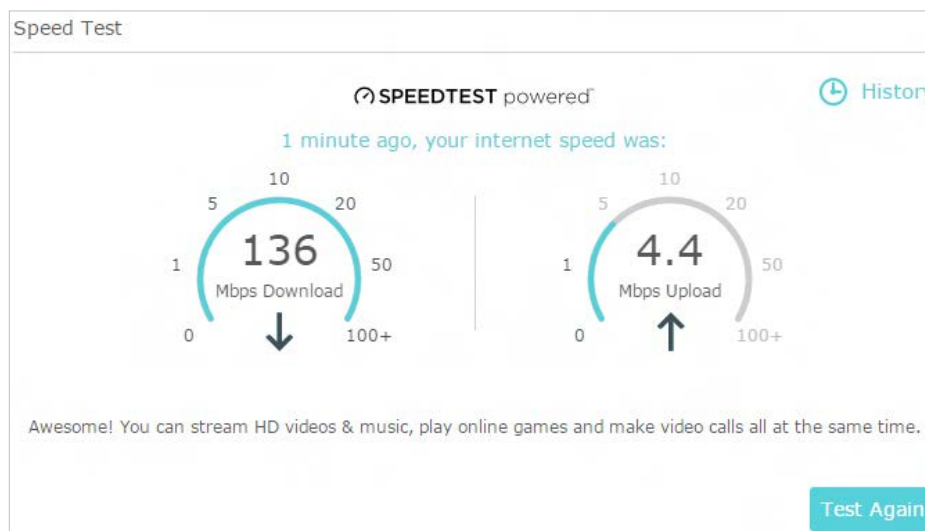 Speed Test
SPEEDTEST powered
History
1 minute ago, your internet speed was:
10
5
20
136
1
50
Mbps Download
0
100+
10
5
20
4.4
1
50
Mbps Upload
0
100+
Awesome! You can stream HD videos & music, play online games and make video calls all at the same time.
Test Again